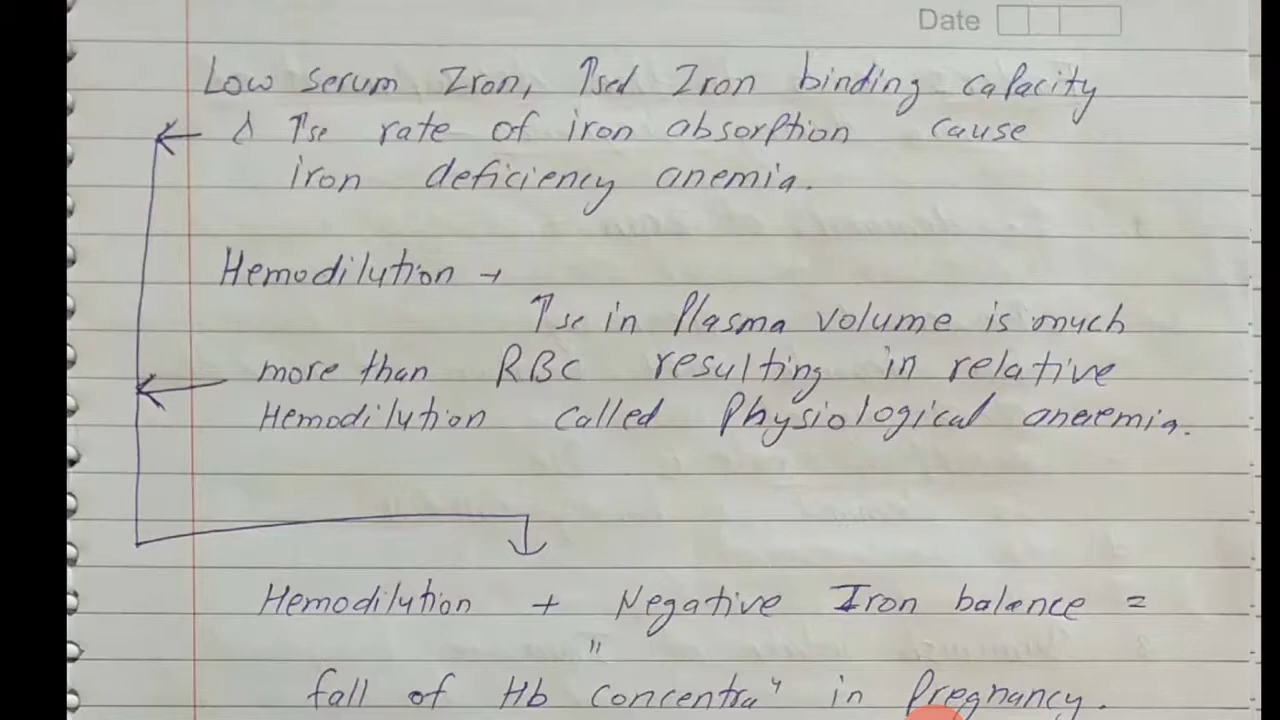 Date
Low serum Iron, ↑sed Iron binding capacity
& ↑se rate of iron absorption cause
iron deficiency anemia.
Hemodilution →
↑se in Plasma volume is much
more than RBC resulting in relative
Hemodilution called Physiological anaemia.
Hemodilution + Negative Iron balance =
fall of Hb concentraⁿ in Pregnancy.